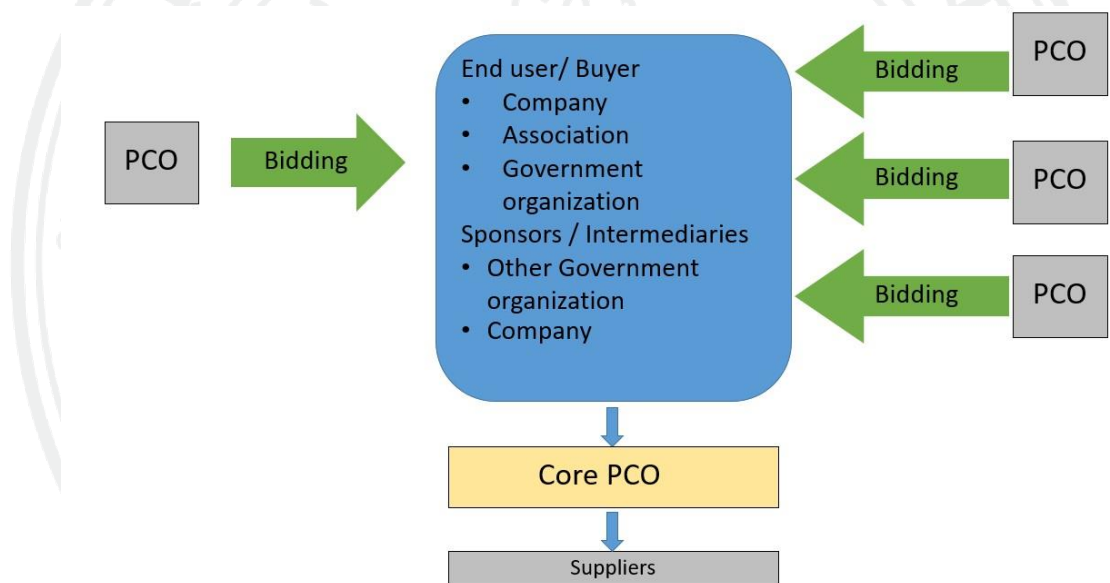 PCO
Bidding
End user/ Buyer
• Company
• Association
• Government
organization
Sponsors / Intermediaries
• Other Government
organization
• Company
Bidding
PCO
Bidding
PCO
Bidding
PCO
Core PCO
Suppliers